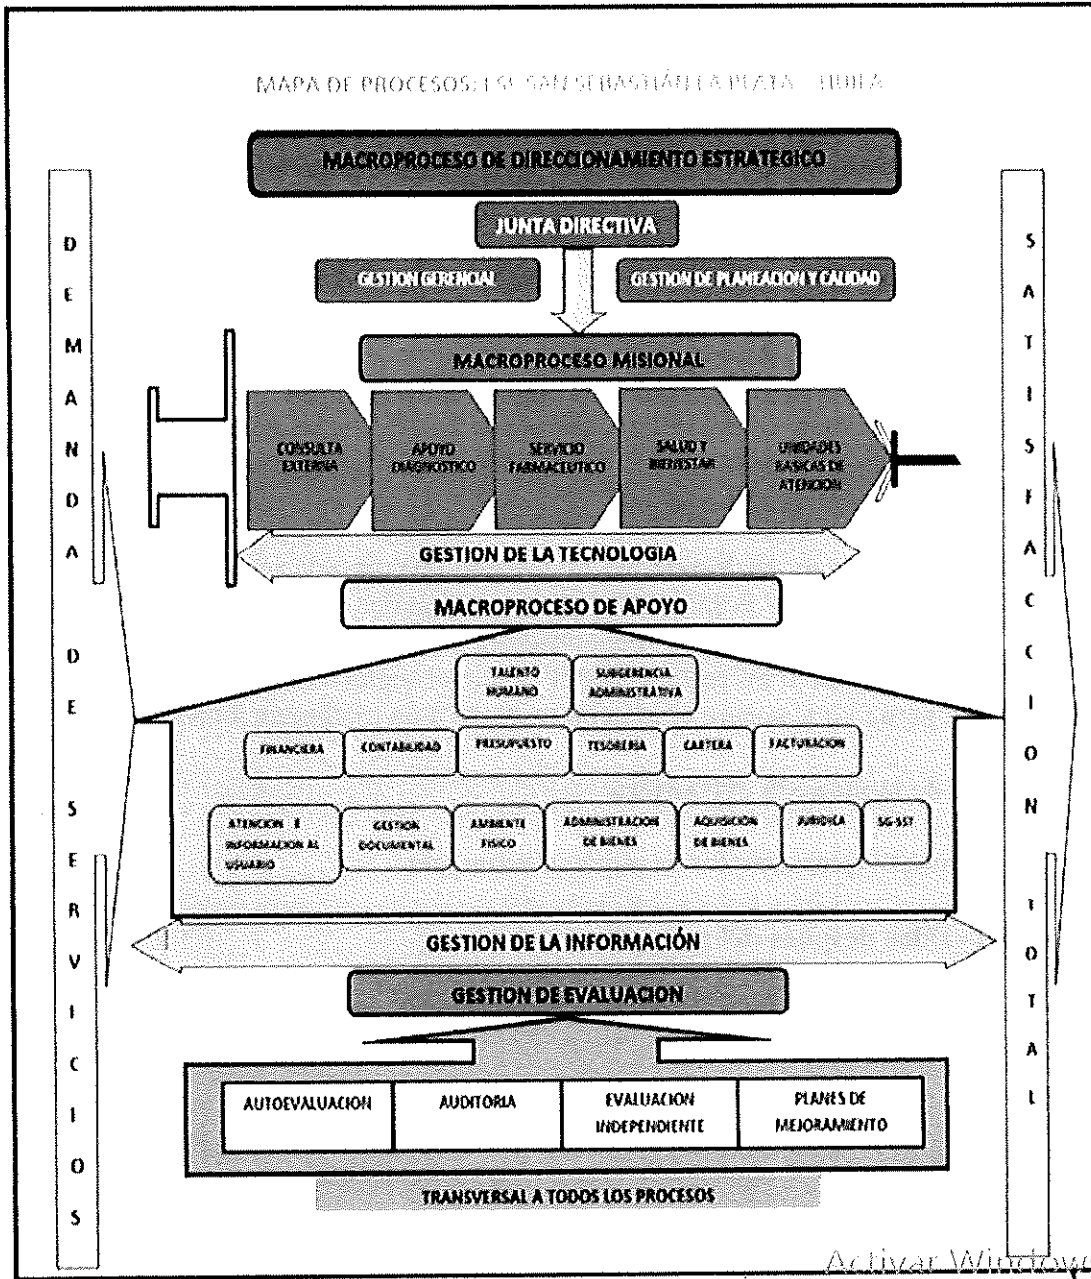 MAPA DE PROCESOS: ESE SAN SEBASTIÁN LA PLATA - HUILA
MACROPROCESO DE DIRECCIONAMIENTO ESTRATEGICO
JUNTA DIRECTIVA
GESTION GERENCIAL
GESTION DE PLANEACION Y CALIDAD
MACROPROCESO MISIONAL
CONSULTA
EXTERNA
APOYO
DIAGNOSTICO
SERVICIO
FARMACEUTICO
SALUD Y
BIENESTAR
UNIDADES
BASICAS DE
ATENCION
GESTION DE LA TECNOLOGIA
MACROPROCESO DE APOYO
TALENTO
HUMANO
SUBGERENCIA
ADMINISTRATIVA
FINANCIERA
CONTABILIDAD
PRESUPUESTO
TESORERIA
CARTERA
FACTURACION
ATENCION E
INFORMACION AL
USUARIO
GESTION
DOCUMENTAL
AMBIENTE
FISICO
ADMINISTRACION
DE BIENES
AQUISICION
DE BIENES
JURIDICA
SG-SST
GESTION DE LA INFORMACIÓN
GESTION DE EVALUACION
AUTOEVALUACION
AUDITORIA
EVALUACION
INDEPENDIENTE
PLANES DE
MEJORAMIENTO
TRANSVERSAL A TODOS LOS PROCESOS
DEMANDA DE SERVICIOS
SATISFACCION TOTAL
Activar Windows